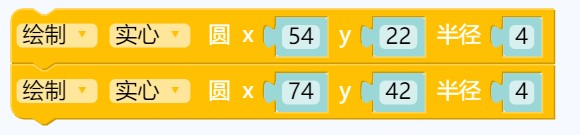 绘制 实心 圆 x 54 y 22 半径 4
绘制 实心 圆 x 74 y 42 半径 4